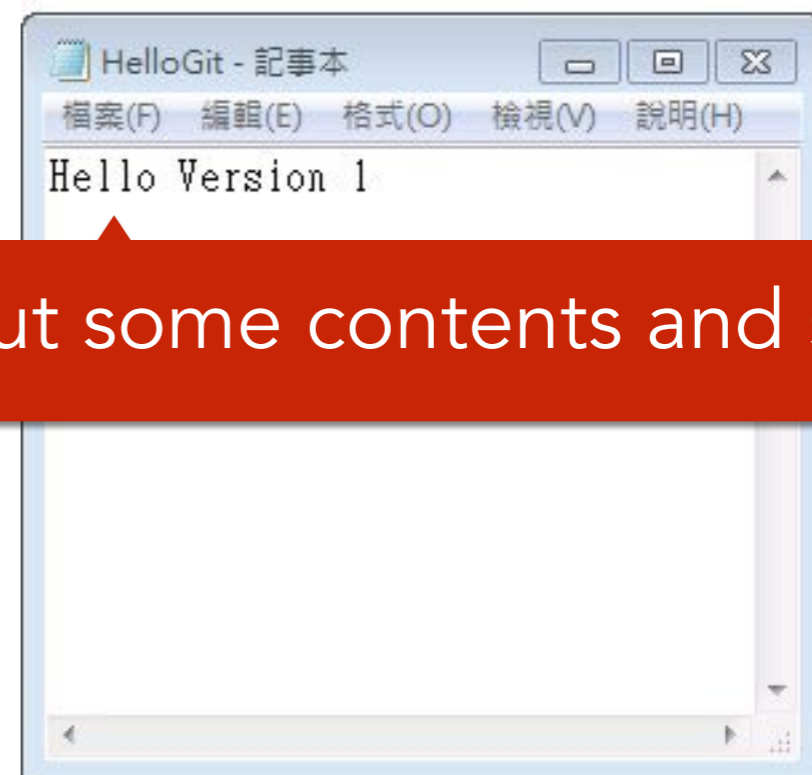 HelloGit - 記事本
檔案(F) 編輯(E) 格式(O) 檢視(V) 說明(H)
Hello Version 1
some contents and